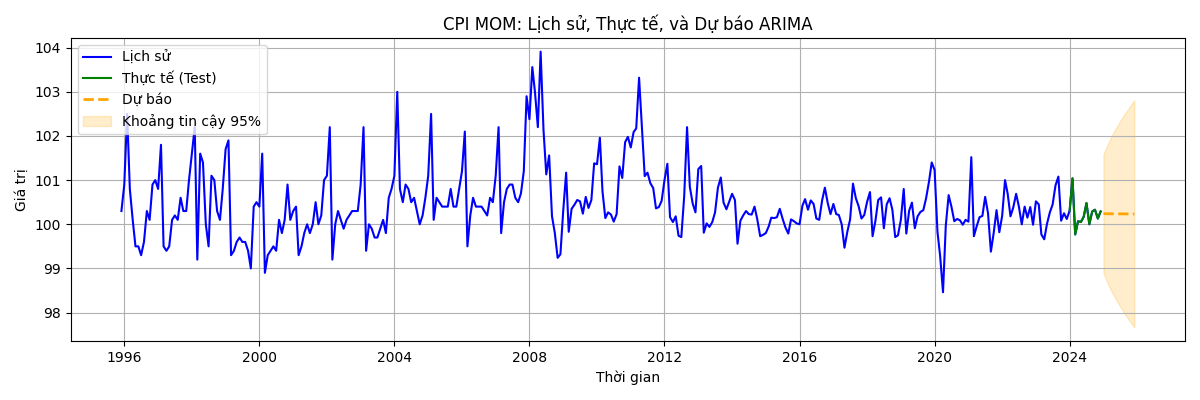 CPI MOM: Lịch sử, Thực tế, và Dự báo ARIMA
Lịch sử
Thực tế (Test)
Dự báo
Khoảng tin cậy 95%
Giá trị
104
103
102
101
100
99
98
1996
2000
2004
2008
2012
2016
2020
2024
Thời gian